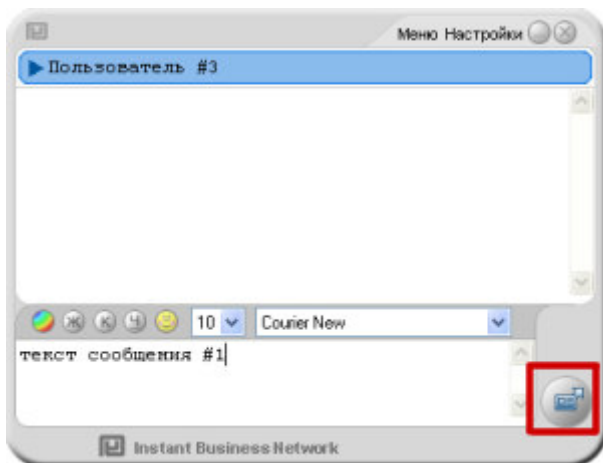 Меню Настройки
Пользователь #3
Ж К Ч 10 Courier New
текст сообщения #1
Instant Business Network